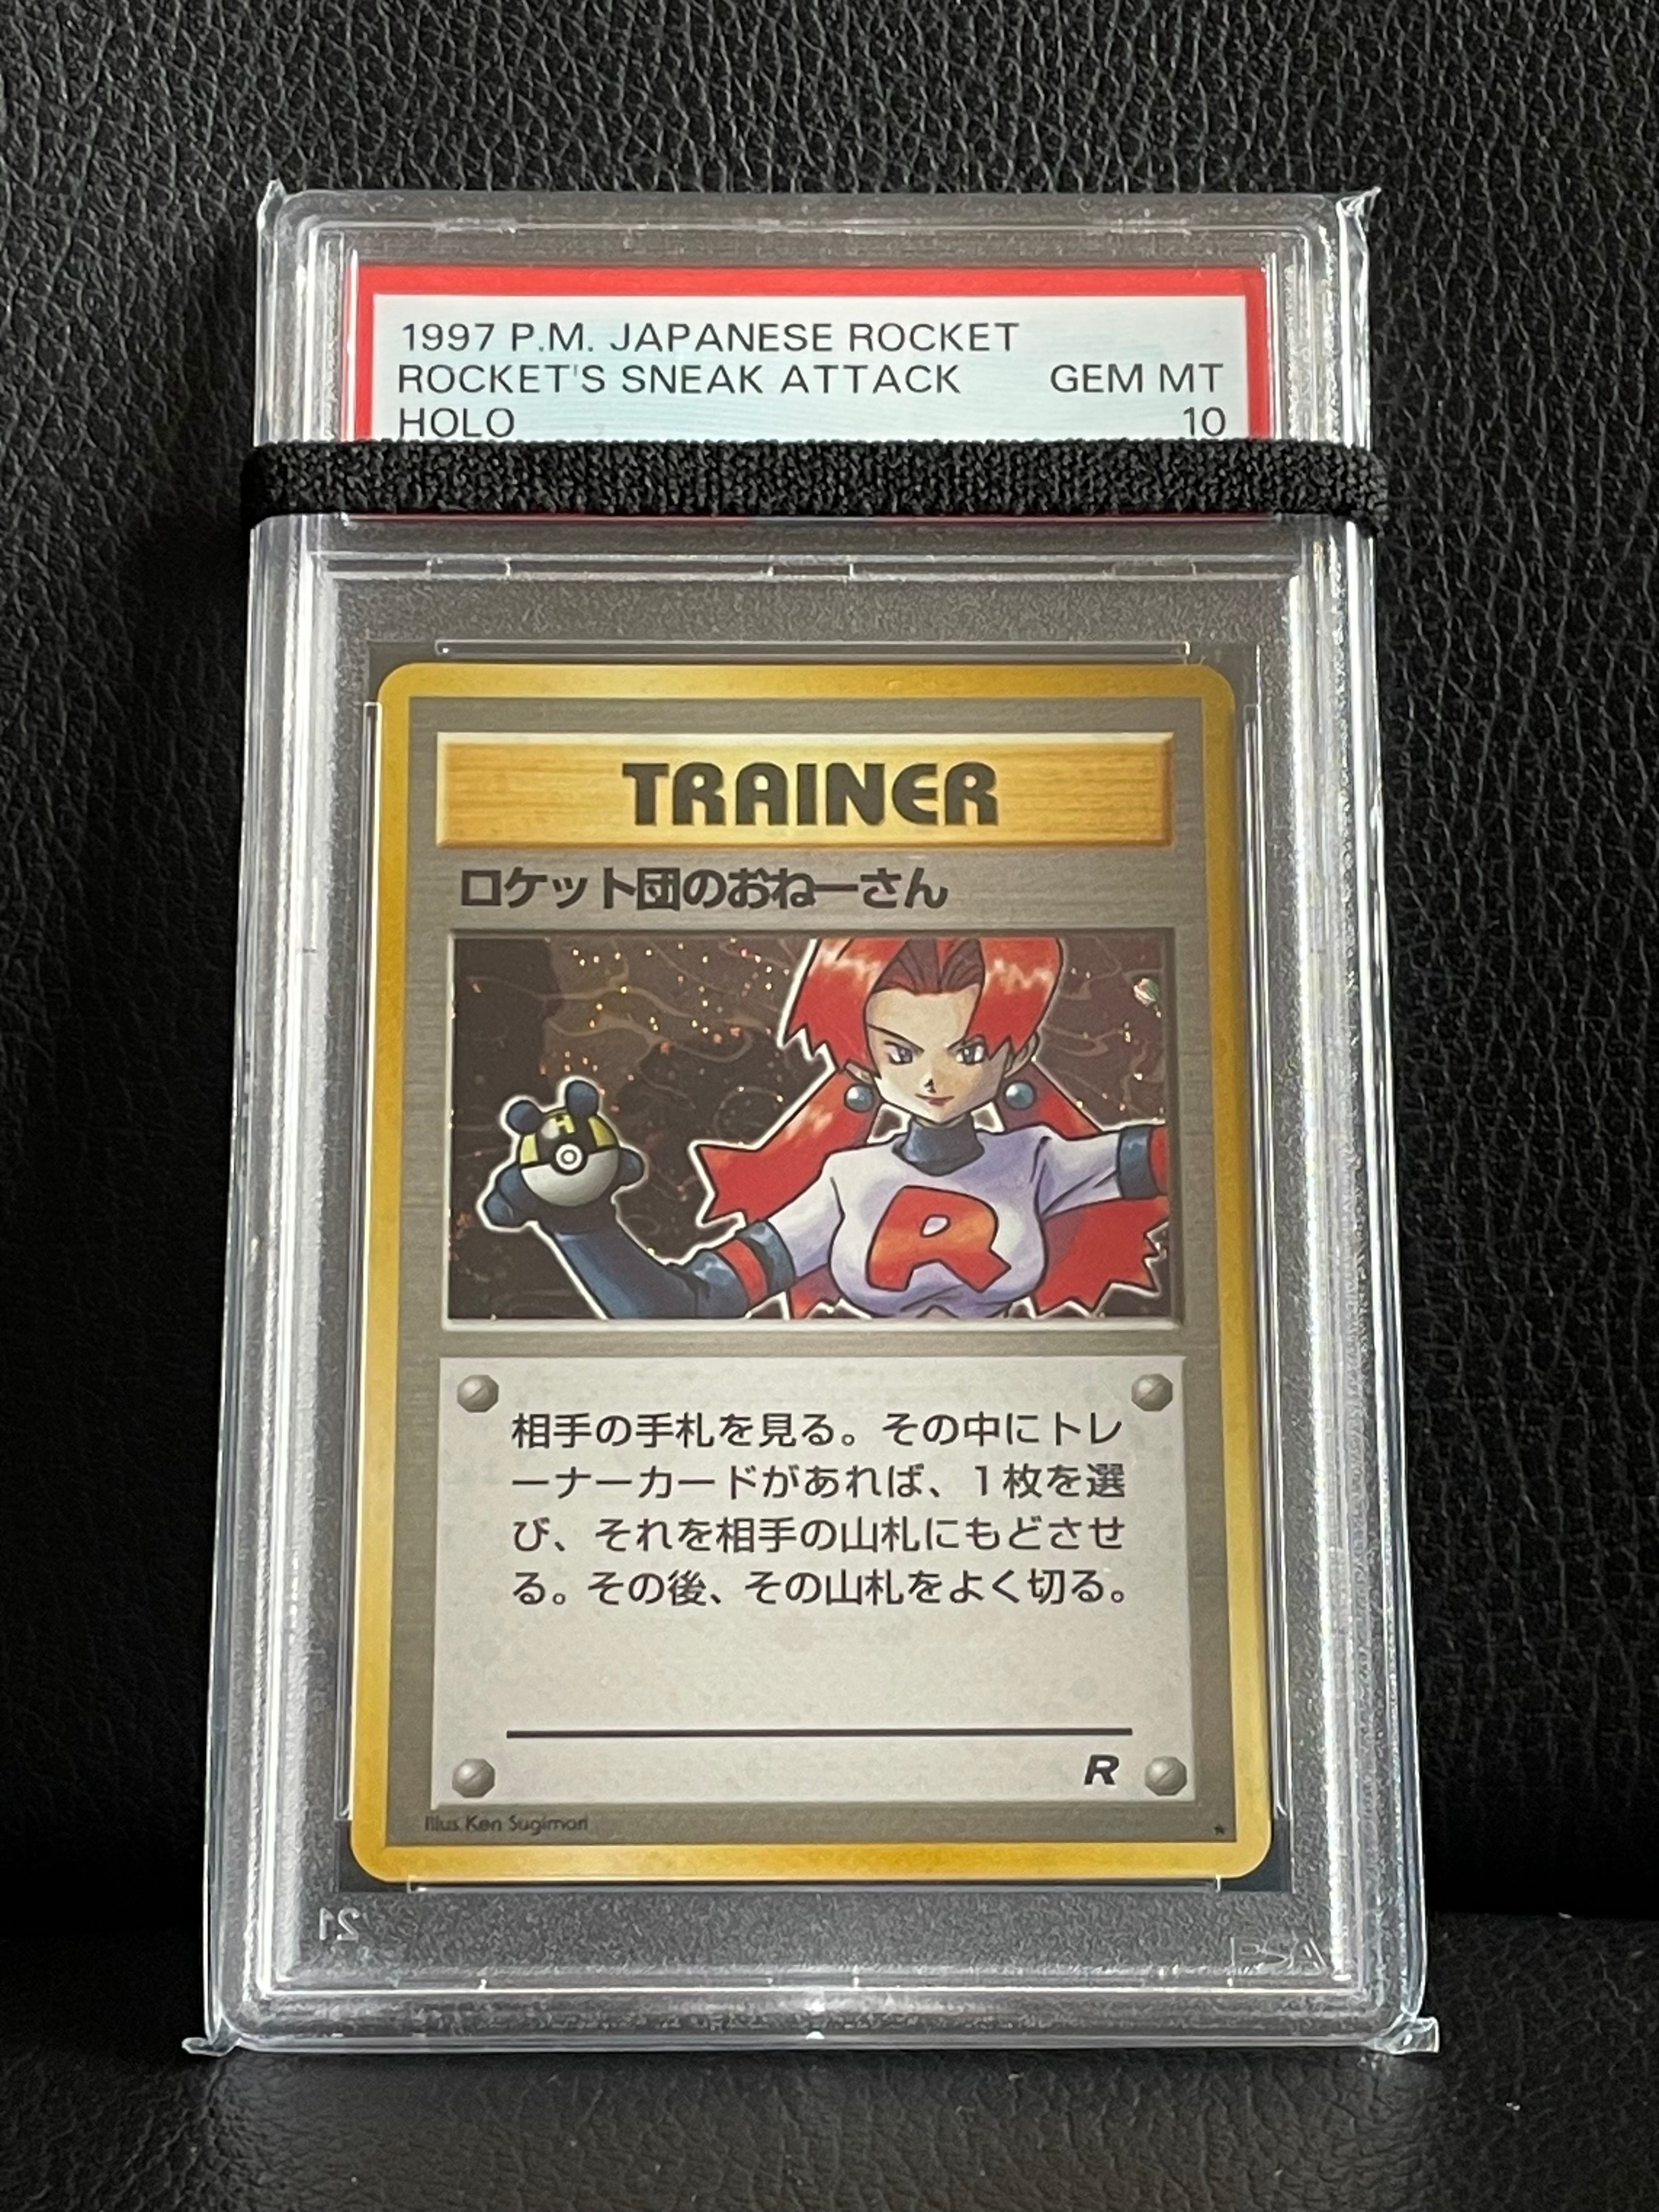 1997 P.M. JAPANESE ROCKET
ROCKET'S SNEAK ATTACK GEM MT
HOLO 10
TRAINER
ロケット団のおねーさん
H
R
相手の手札を見る。その中にトレ
ーナーカードがあれば、1枚を選
び、それを相手の山札にもどさせ
る。その後、その山札をよく切る。
R
Illus. Ken Sugimori
21 PSA